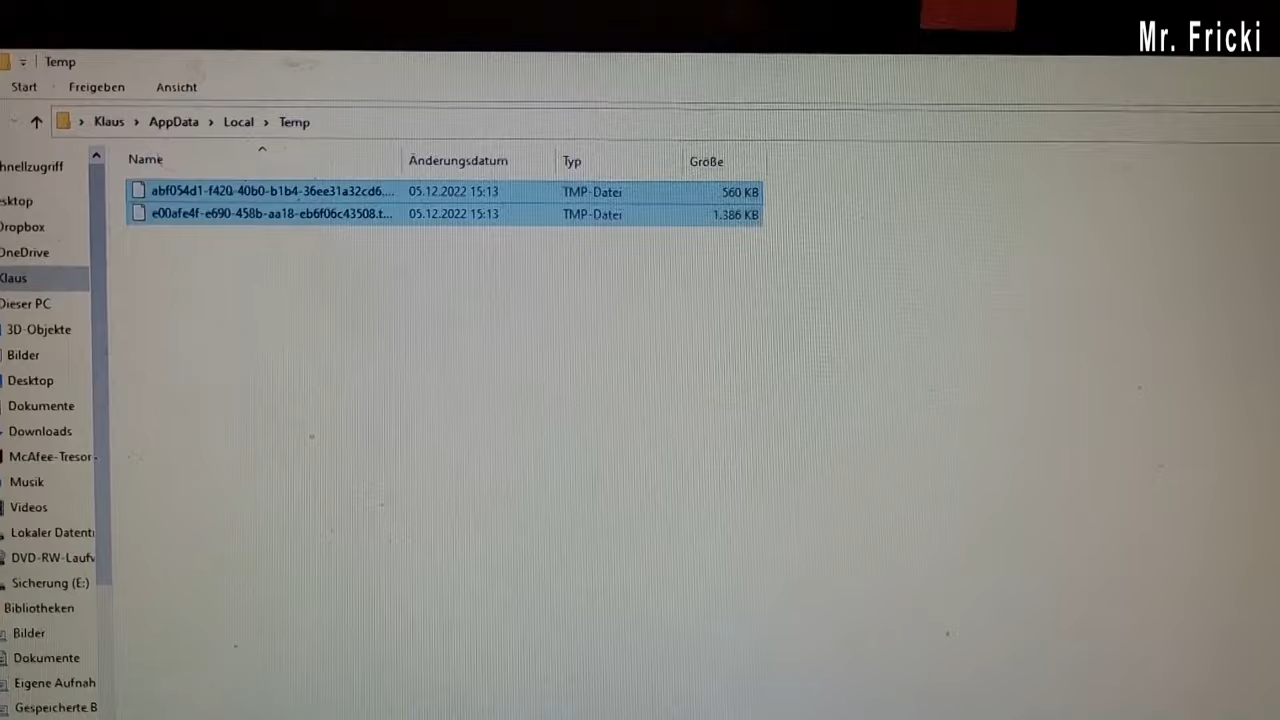 Mr. Fricki
Temp
Start Freigeben Ansicht
Klaus › AppData › Local › Temp
Name Änderungsdatum Typ Größe
abf054d1-f420-40b0-b1b4-36ee31a32cd6.... 05.12.2022 15:13 TMP-Datei 560 KB
e00afe4f-e690-458b-aa18-eb6f06c43508.t... 05.12.2022 15:13 TMP-Datei 1.386 KB
hnellzugriff
sktop
Dropbox
OneDrive
Klaus
Dieser PC
3D-Objekte
Bilder
Desktop
Dokumente
Downloads
McAfee-Tresor
Musik
Videos
Lokaler Datent
DVD-RW-Laufw
Sicherung (E:)
Bibliotheken
Bilder
Dokumente
Eigene Aufnah
Gespeicherte B